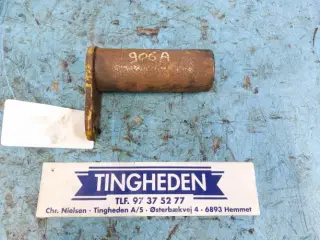 906A
TINGHEDEN
TLF. 97 37 52 77
Chr. Nielsen - Tingheden A/S - Østerbækvej 4 - 6893 Hemmet